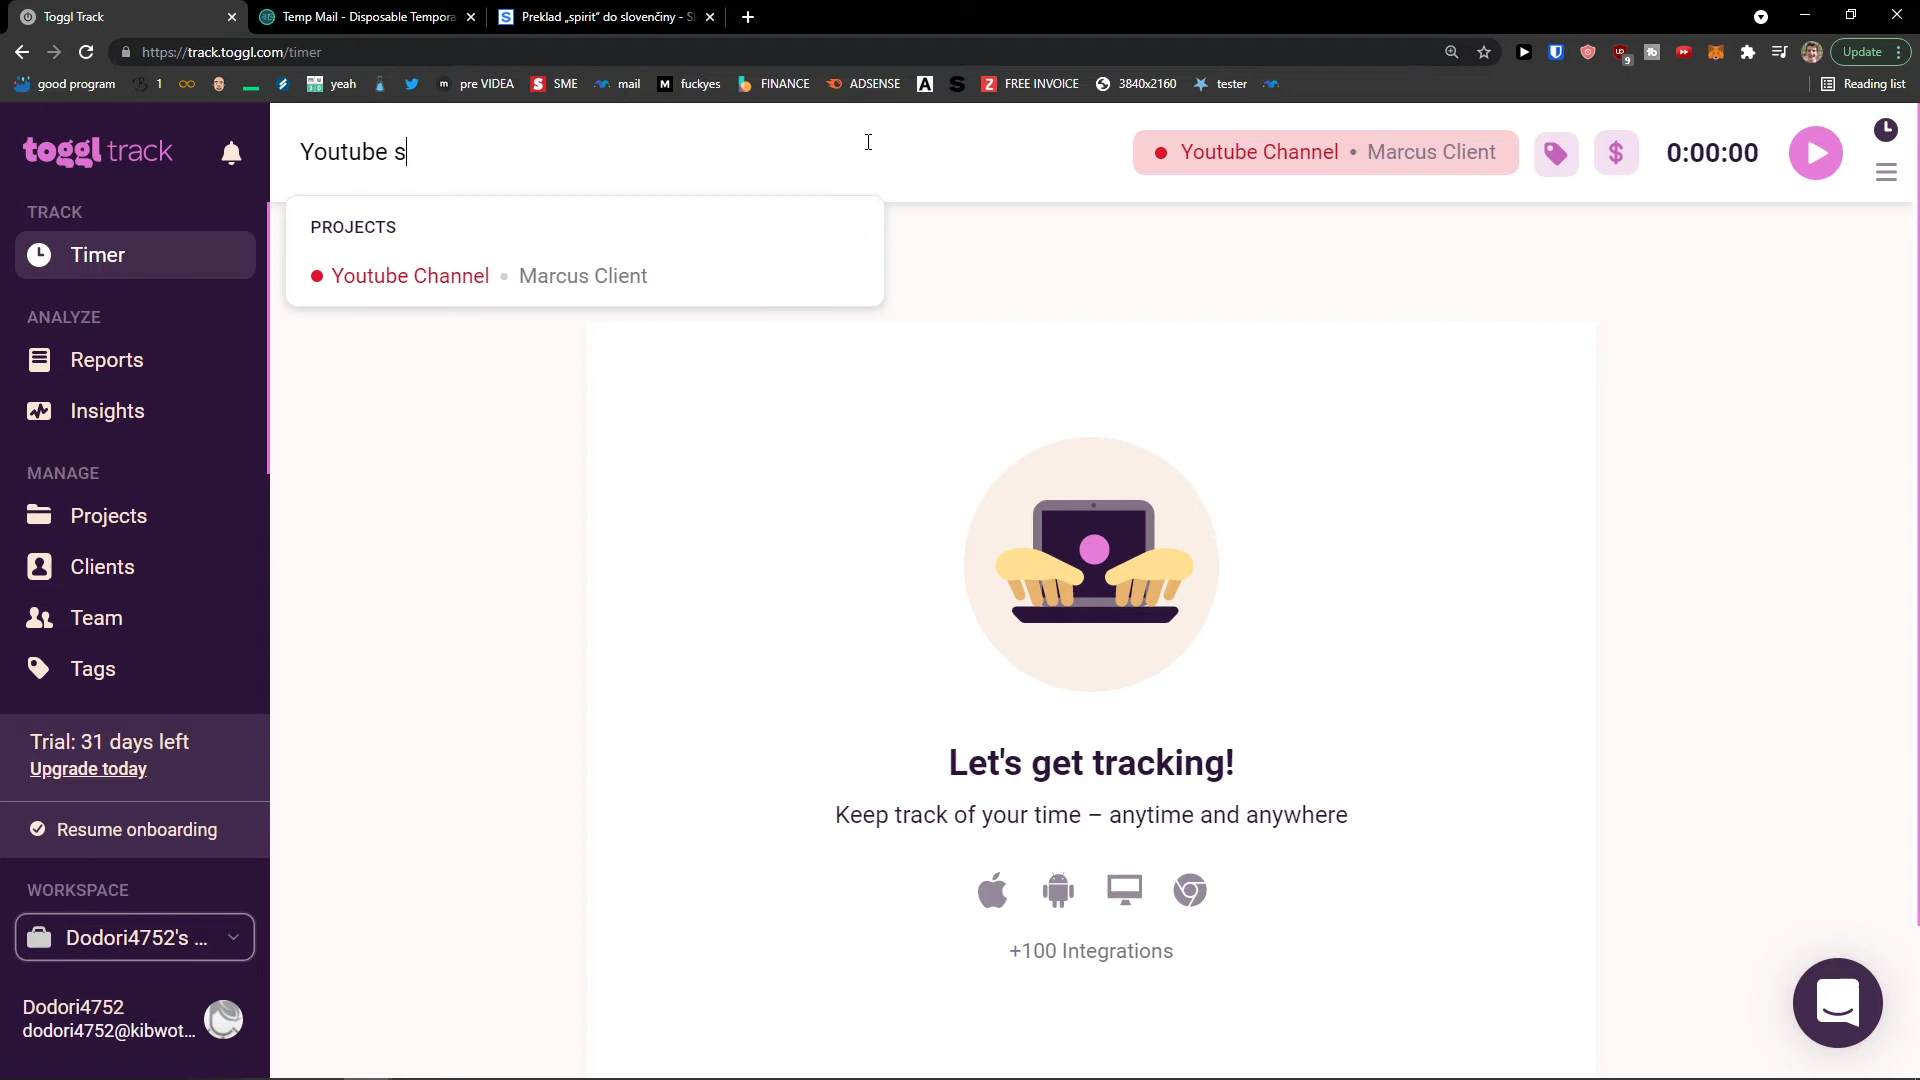 Toggl Track
Temp Mail - Disposable Tempora
Preklad „spirit“ do slovenčiny - S
https://track.toggl.com/timer
9
Update
good program
1
yeah
pre VIDEA
SME
mail
fuckyes
FINANCE
ADSENSE
FREE INVOICE
3840x2160
tester
Reading list
toggl track
Youtube s
Youtube Channel • Marcus Client
$
0:00:00
PROJECTS
Youtube Channel • Marcus Client
TRACK
Timer
ANALYZE
Reports
Insights
MANAGE
Projects
Clients
Team
Tags
Trial: 31 days left
Upgrade today
Resume onboarding
WORKSPACE
Dodori4752's ...
Dodori4752
dodori4752@kibwot...
Let's get tracking!
Keep track of your time – anytime and anywhere
+100 Integrations